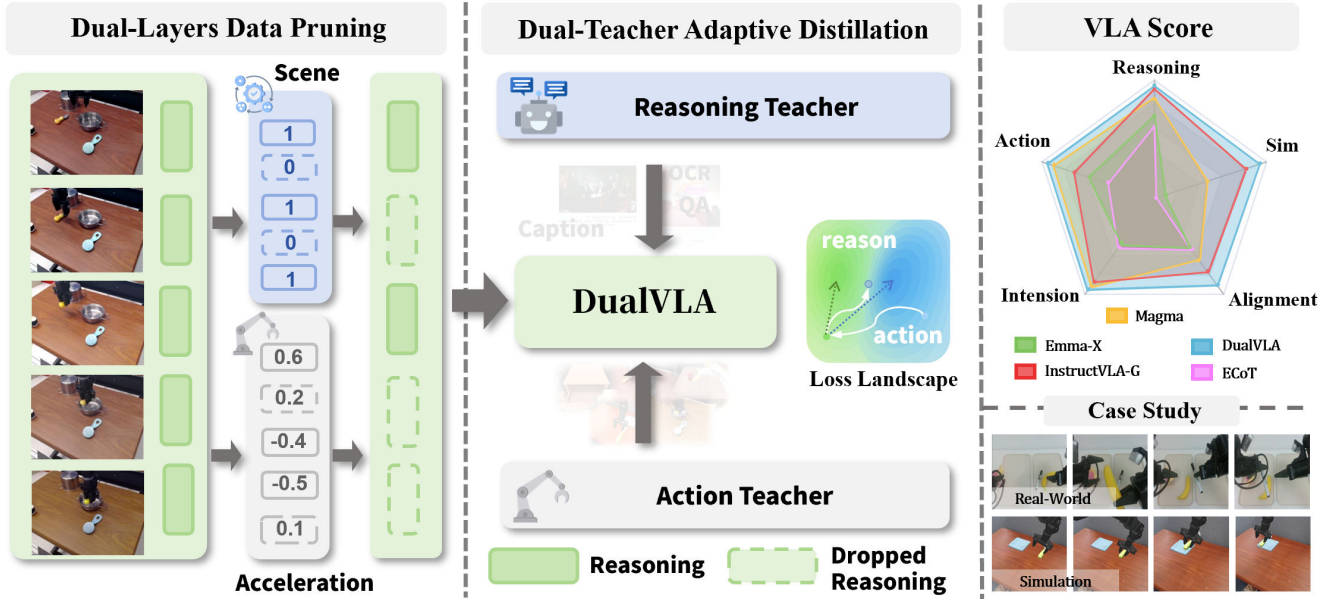 Dual-Layers Data Pruning
Scene
1
0
1
0
1
0.6
0.2
-0.4
-0.5
0.1
Acceleration
Dual-Teacher Adaptive Distillation
Reasoning Teacher
Caption
OCR
QA
DualVLA
reason
action
Loss Landscape
Action Teacher
Reasoning
Dropped
Reasoning
VLA Score
Reasoning
Action
Sim
Intension
Alignment
Magma
Emma-X
DualVLA
InstructVLA-G
ECoT
Case Study
Real-World
Simulation